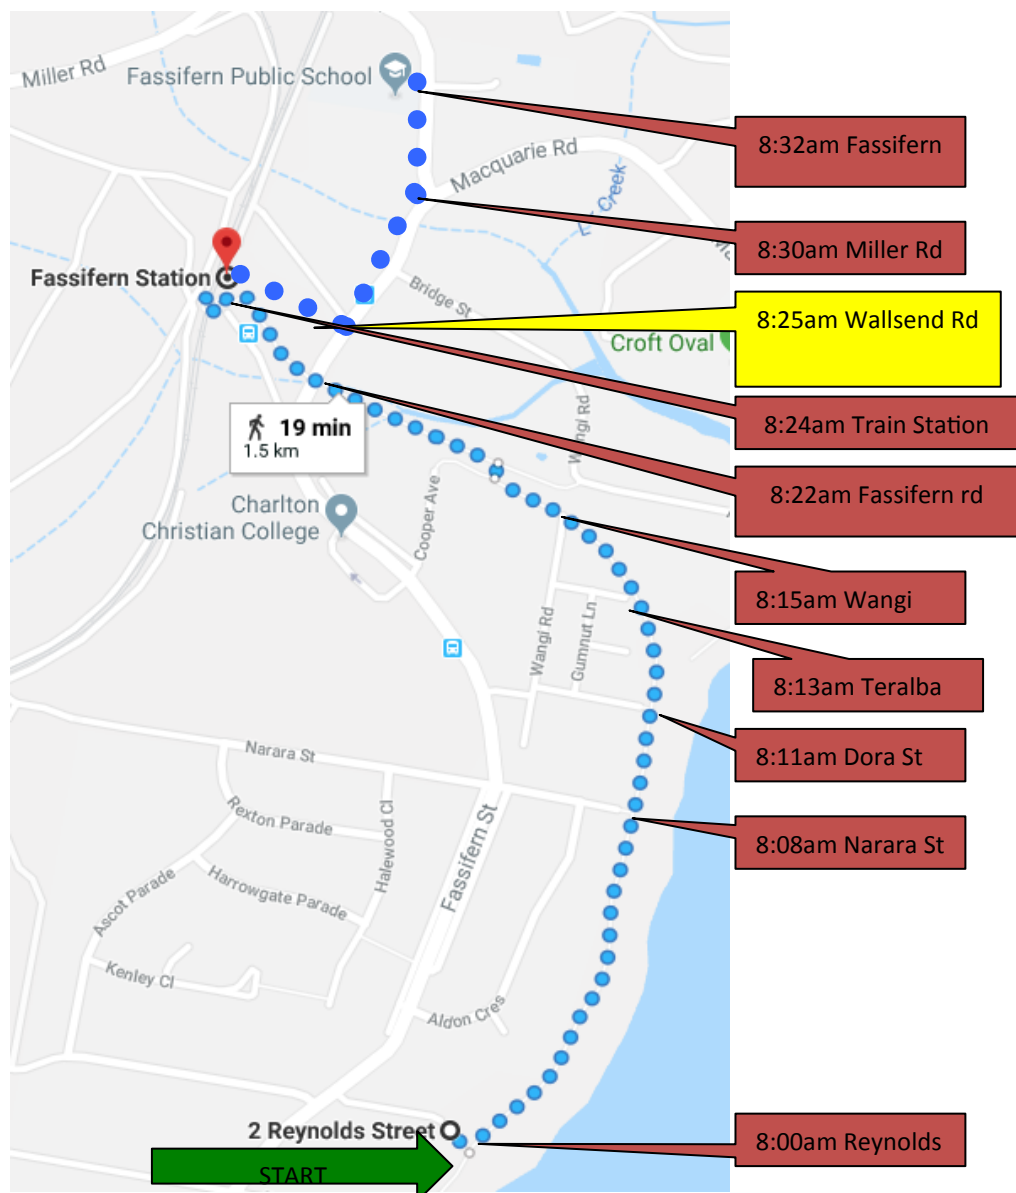 Miller Rd
Fassifern Public School
8:32am Fassifern
Macquarie Rd
Creek
8:30am Miller Rd
Fassifern Station
Bridge St
8:25am Wallsend Rd
Croft Oval
19 min
1.5 km
8:24am Train Station
Wangi Rd
8:22am Fassifern rd
Charlton
Christian College
Cooper Ave
8:15am Wangi
Wangi Rd
Gumnut Ln
8:13am Teralba
8:11am Dora St
Narara St
Rexton Parade
Halewood Cl
Fassifern St
8:08am Narara St
Harrowgate Parade
Ascot Parade
Kenley Cl
Aldon Cres
2 Reynolds Street
8:00am Reynolds
START